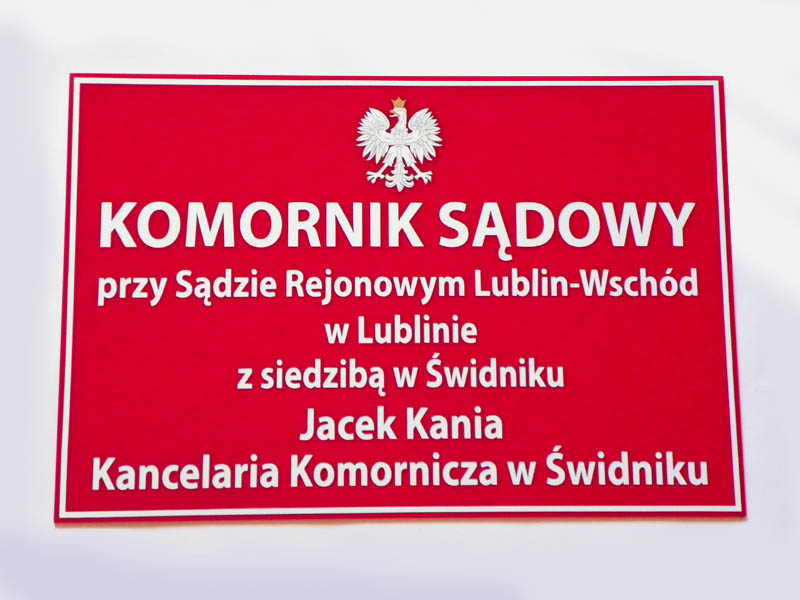 KOMORNIK SĄDOWY
przy Sądzie Rejonowym Lublin-Wschód
w Lublinie
z siedzibą w Świdniku
Jacek Kania
Kancelaria Komornicza w Świdniku